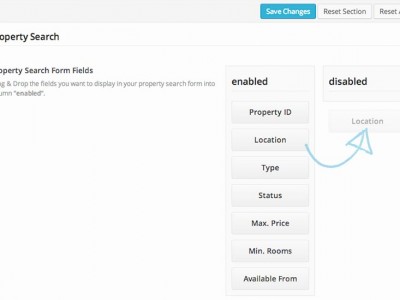 Save Changes Reset Section Reset
operty Search
operty Search Form Fields
g & Drop the fields you want to display in your property search form into
umn "enabled".
enabled
Property ID
Location
Type
Status
Max. Price
Min. Rooms
Available From
disabled
Location